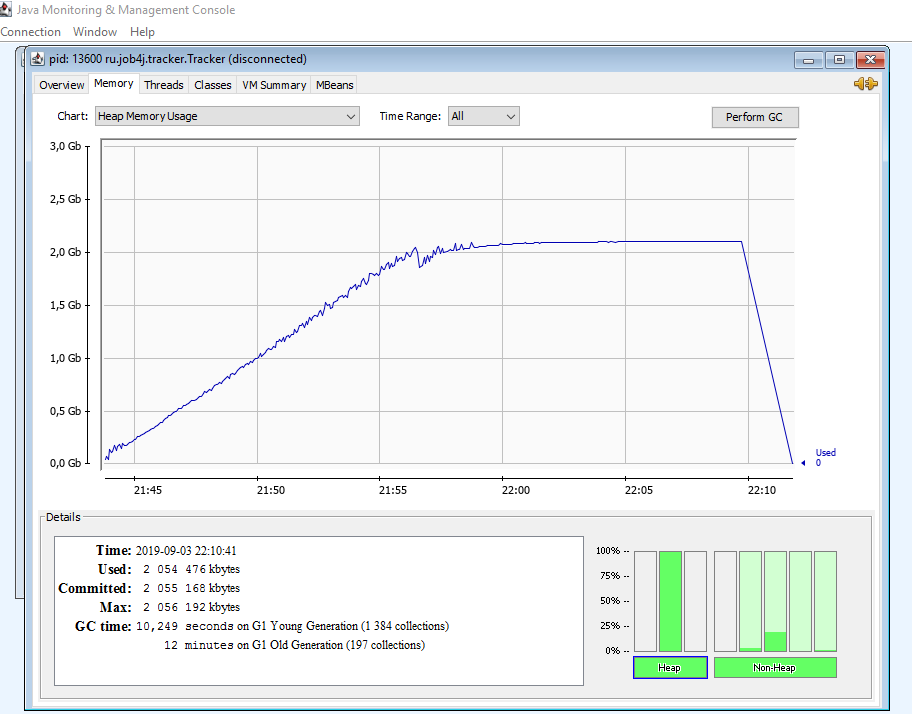 Java Monitoring & Management Console
Connection Window Help
pid: 13600 ru.job4j.tracker.Tracker (disconnected)
Overview Memory Threads Classes VM Summary MBeans
Chart: Heap Memory Usage Time Range: All Perform GC
3,0 Gb
2,5 Gb
2,0 Gb
1,5 Gb
1,0 Gb
0,5 Gb
0,0 Gb
Used
0
21:45 21:50 21:55 22:00 22:05 22:10
Details
Time: 2019-09-03 22:10:41
Used: 2 054 476 kbytes
Committed: 2 055 168 kbytes
Max: 2 056 192 kbytes
GC time: 10,249 seconds on G1 Young Generation (1 384 collections)
12 minutes on G1 Old Generation (197 collections)
100% --
75% --
50% --
25% --
0% --
Heap Non-Heap